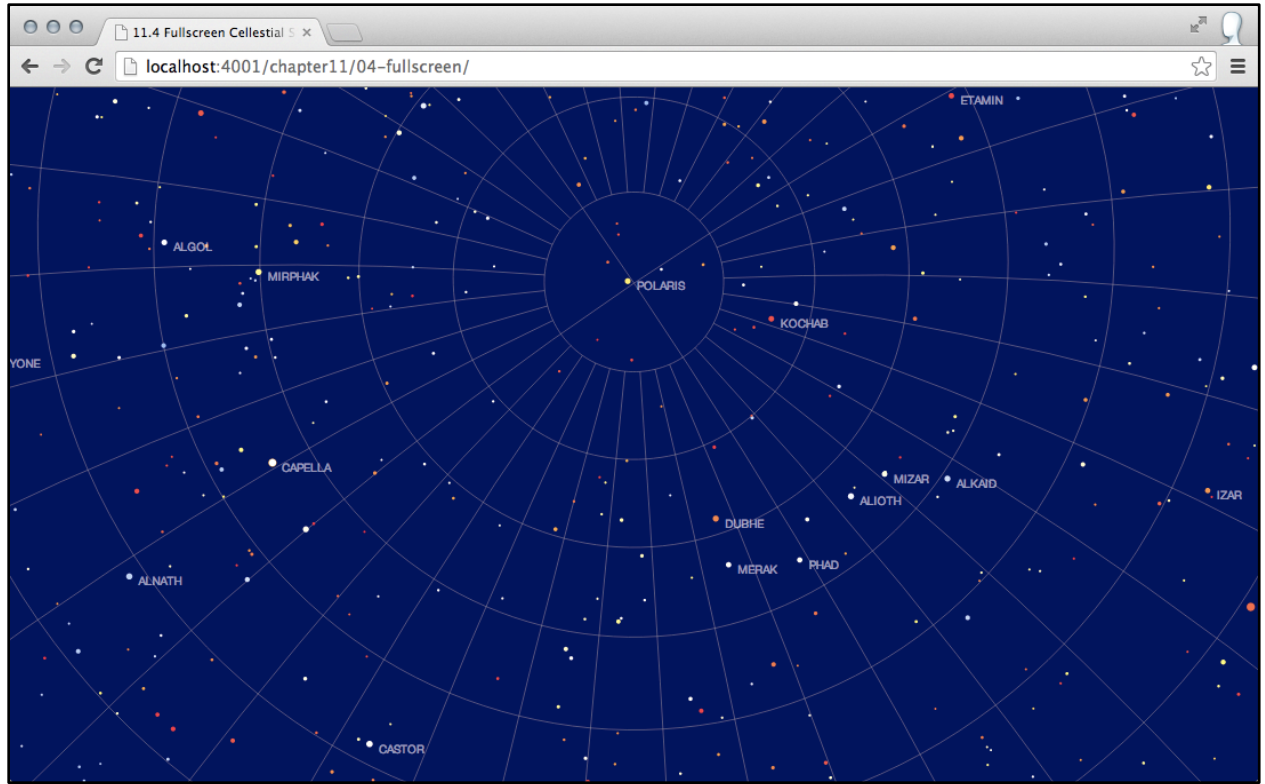 11.4 Fullscreen Cellestial S
localhost:4001/chapter11/04-fullscreen/
ETAMIN
ALGOL
MIRPHAK
POLARIS
KOCHAB
YONE
CAPELLA
MIZAR
ALKAID
ALIOTH
IZAR
DUBHE
MERAK
PHAD
ALNATH
CASTOR